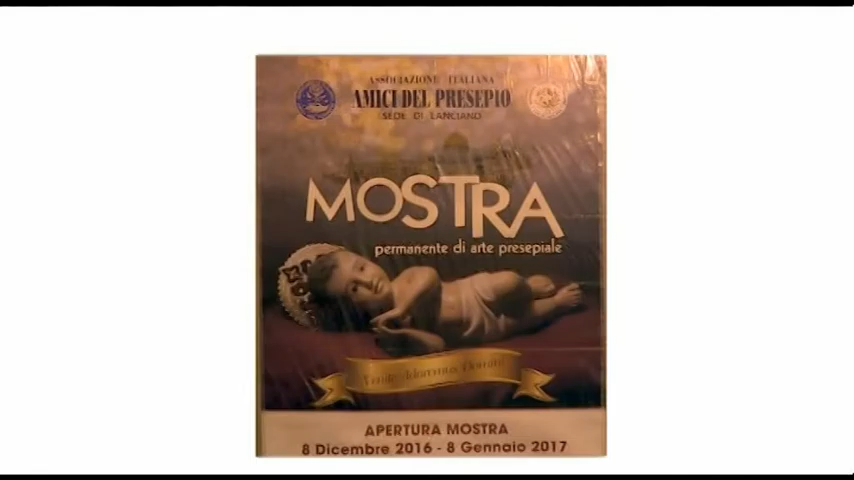 ASSOCIAZIONE ITALIANA
AMICI DEL PRESEPIO
SEDE DI LANCIANO
MOSTRA
permanente di arte presepiale
APERTURA MOSTRA
8 Dicembre 2016 - 8 Gennaio 2017